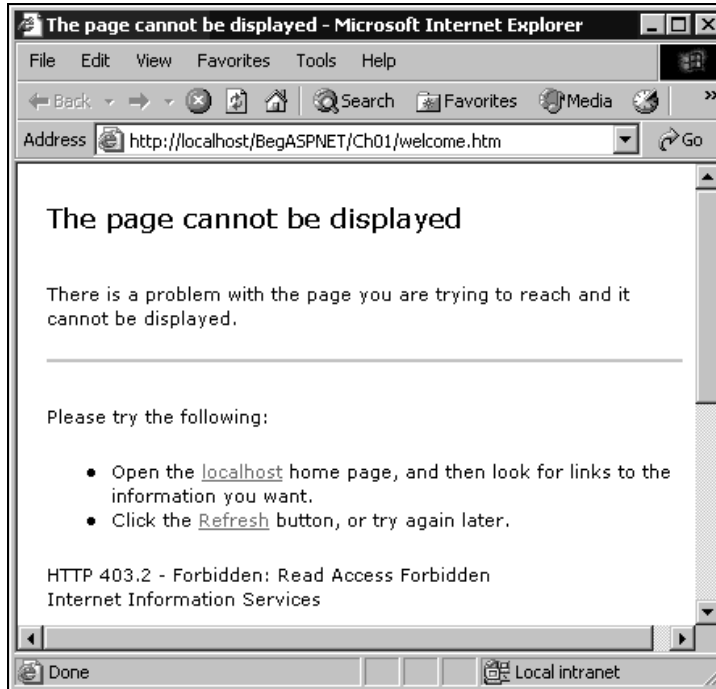 The page cannot be displayed - Microsoft Internet Explorer
File Edit View Favorites Tools Help
Back Search Favorites Media »
Address http://localhost/BegASPNET/Ch01/welcome.htm Go
The page cannot be displayed
There is a problem with the page you are trying to reach and it
cannot be displayed.
Please try the following:
● Open the localhost home page, and then look for links to the
information you want.
● Click the Refresh button, or try again later.
HTTP 403.2 - Forbidden: Read Access Forbidden
Internet Information Services
Done Local intranet